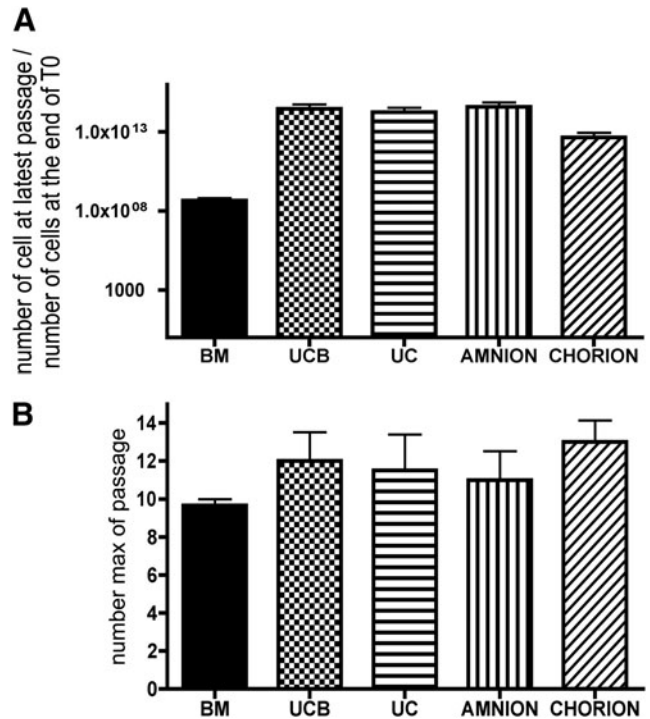 A
number of cell at latest passage /
number of cells at the end of T0
1.0x10¹³
1.0x10⁰⁸
1000
BM UCB UC AMNION CHORION
B
number max of passage
14
12
10
8
6
4
2
0
BM UCB UC AMNION CHORION